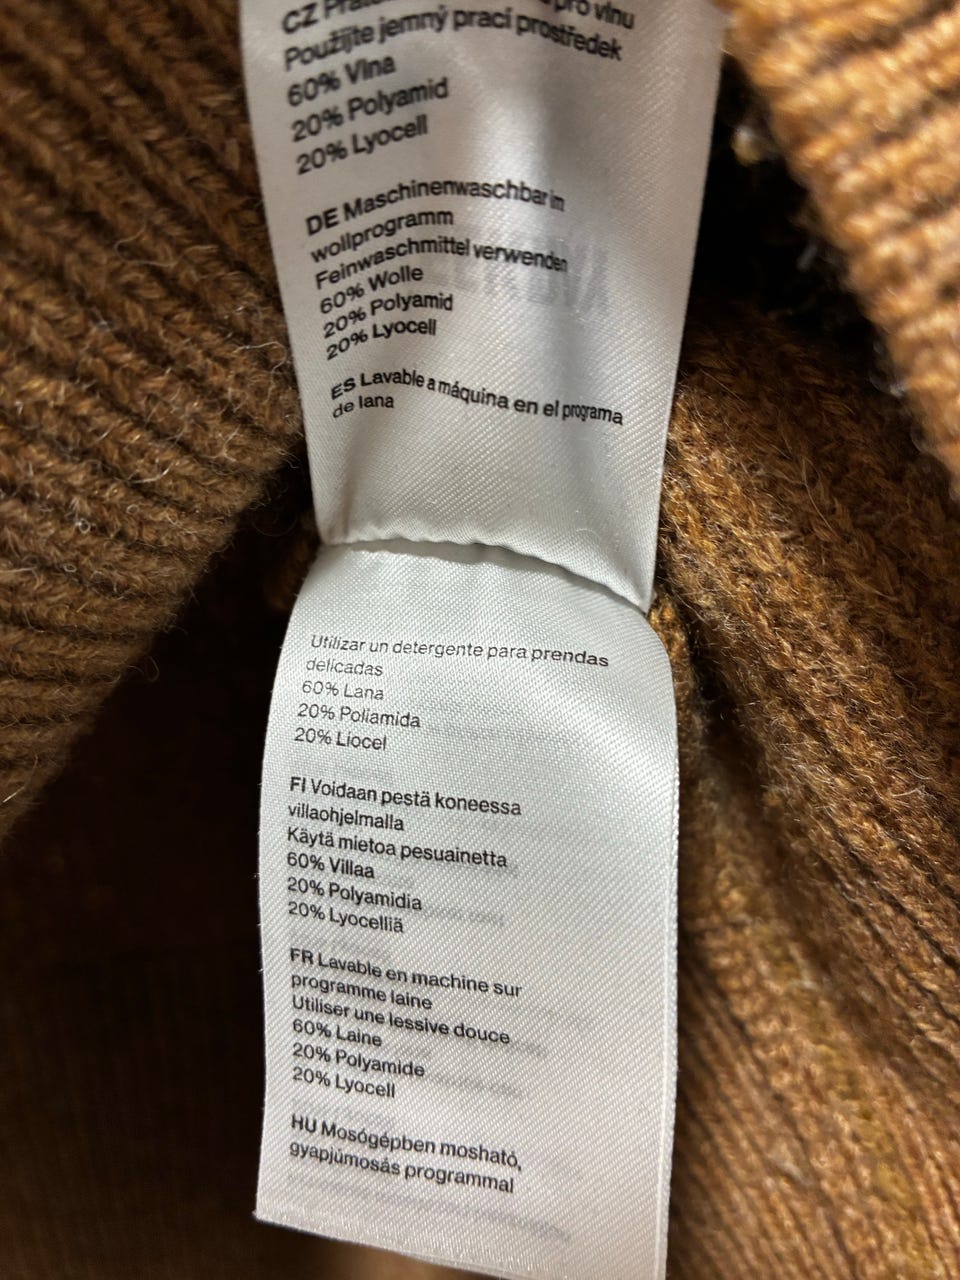 CZ pro vlnu
Použijte jemný prací prostředek
60% Vlna
20% Polyamid
20% Lyocell
DE Maschinenwaschbar im
wollprogramm
Feinwaschmittel verwenden
60% Wolle
20% Polyamid
20% Lyocell
ES Lavable a máquina en el programa
de lana
Utilizar un detergente para prendas
delicadas
60% Lana
20% Poliamida
20% Liocel
FI Voidaan pestä koneessa
villaohjelmalla
Käytä mietoa pesuainetta
60% Villaa
20% Polyamidia
20% Lyocelliä
FR Lavable en machine sur
programme laine
Utiliser une lessive douce
60% Laine
20% Polyamide
20% Lyocell
HU Mosógépben mosható,
gyapjúmosás programmal